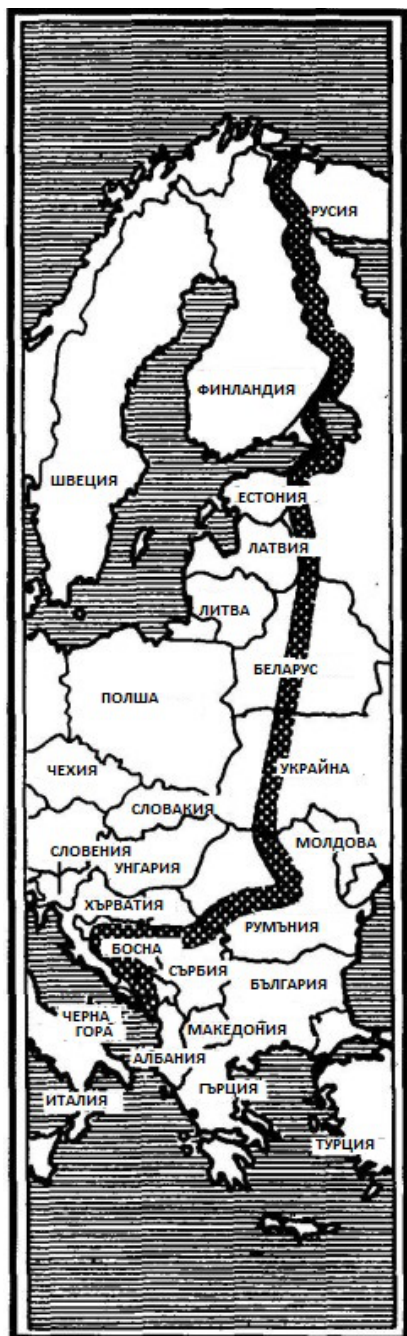 РУСИЯ
ФИНЛАНДИЯ
ШВЕЦИЯ
ЕСТОНИЯ
ЛАТВИЯ
ЛИТВА
БЕЛАРУС
ПОЛША
УКРАЙНА
ЧЕХИЯ
СЛОВАКИЯ
МОЛДОВА
СЛОВЕНИЯ
УНГАРИЯ
ХЪРВАТИЯ
РУМЪНИЯ
БОСНА
СЪРБИЯ
БЪЛГАРИЯ
ЧЕРНА
ГОРА
МАКЕДОНИЯ
АЛБАНИЯ
ГЪРЦИЯ
ИТАЛИЯ
ТУРЦИЯ